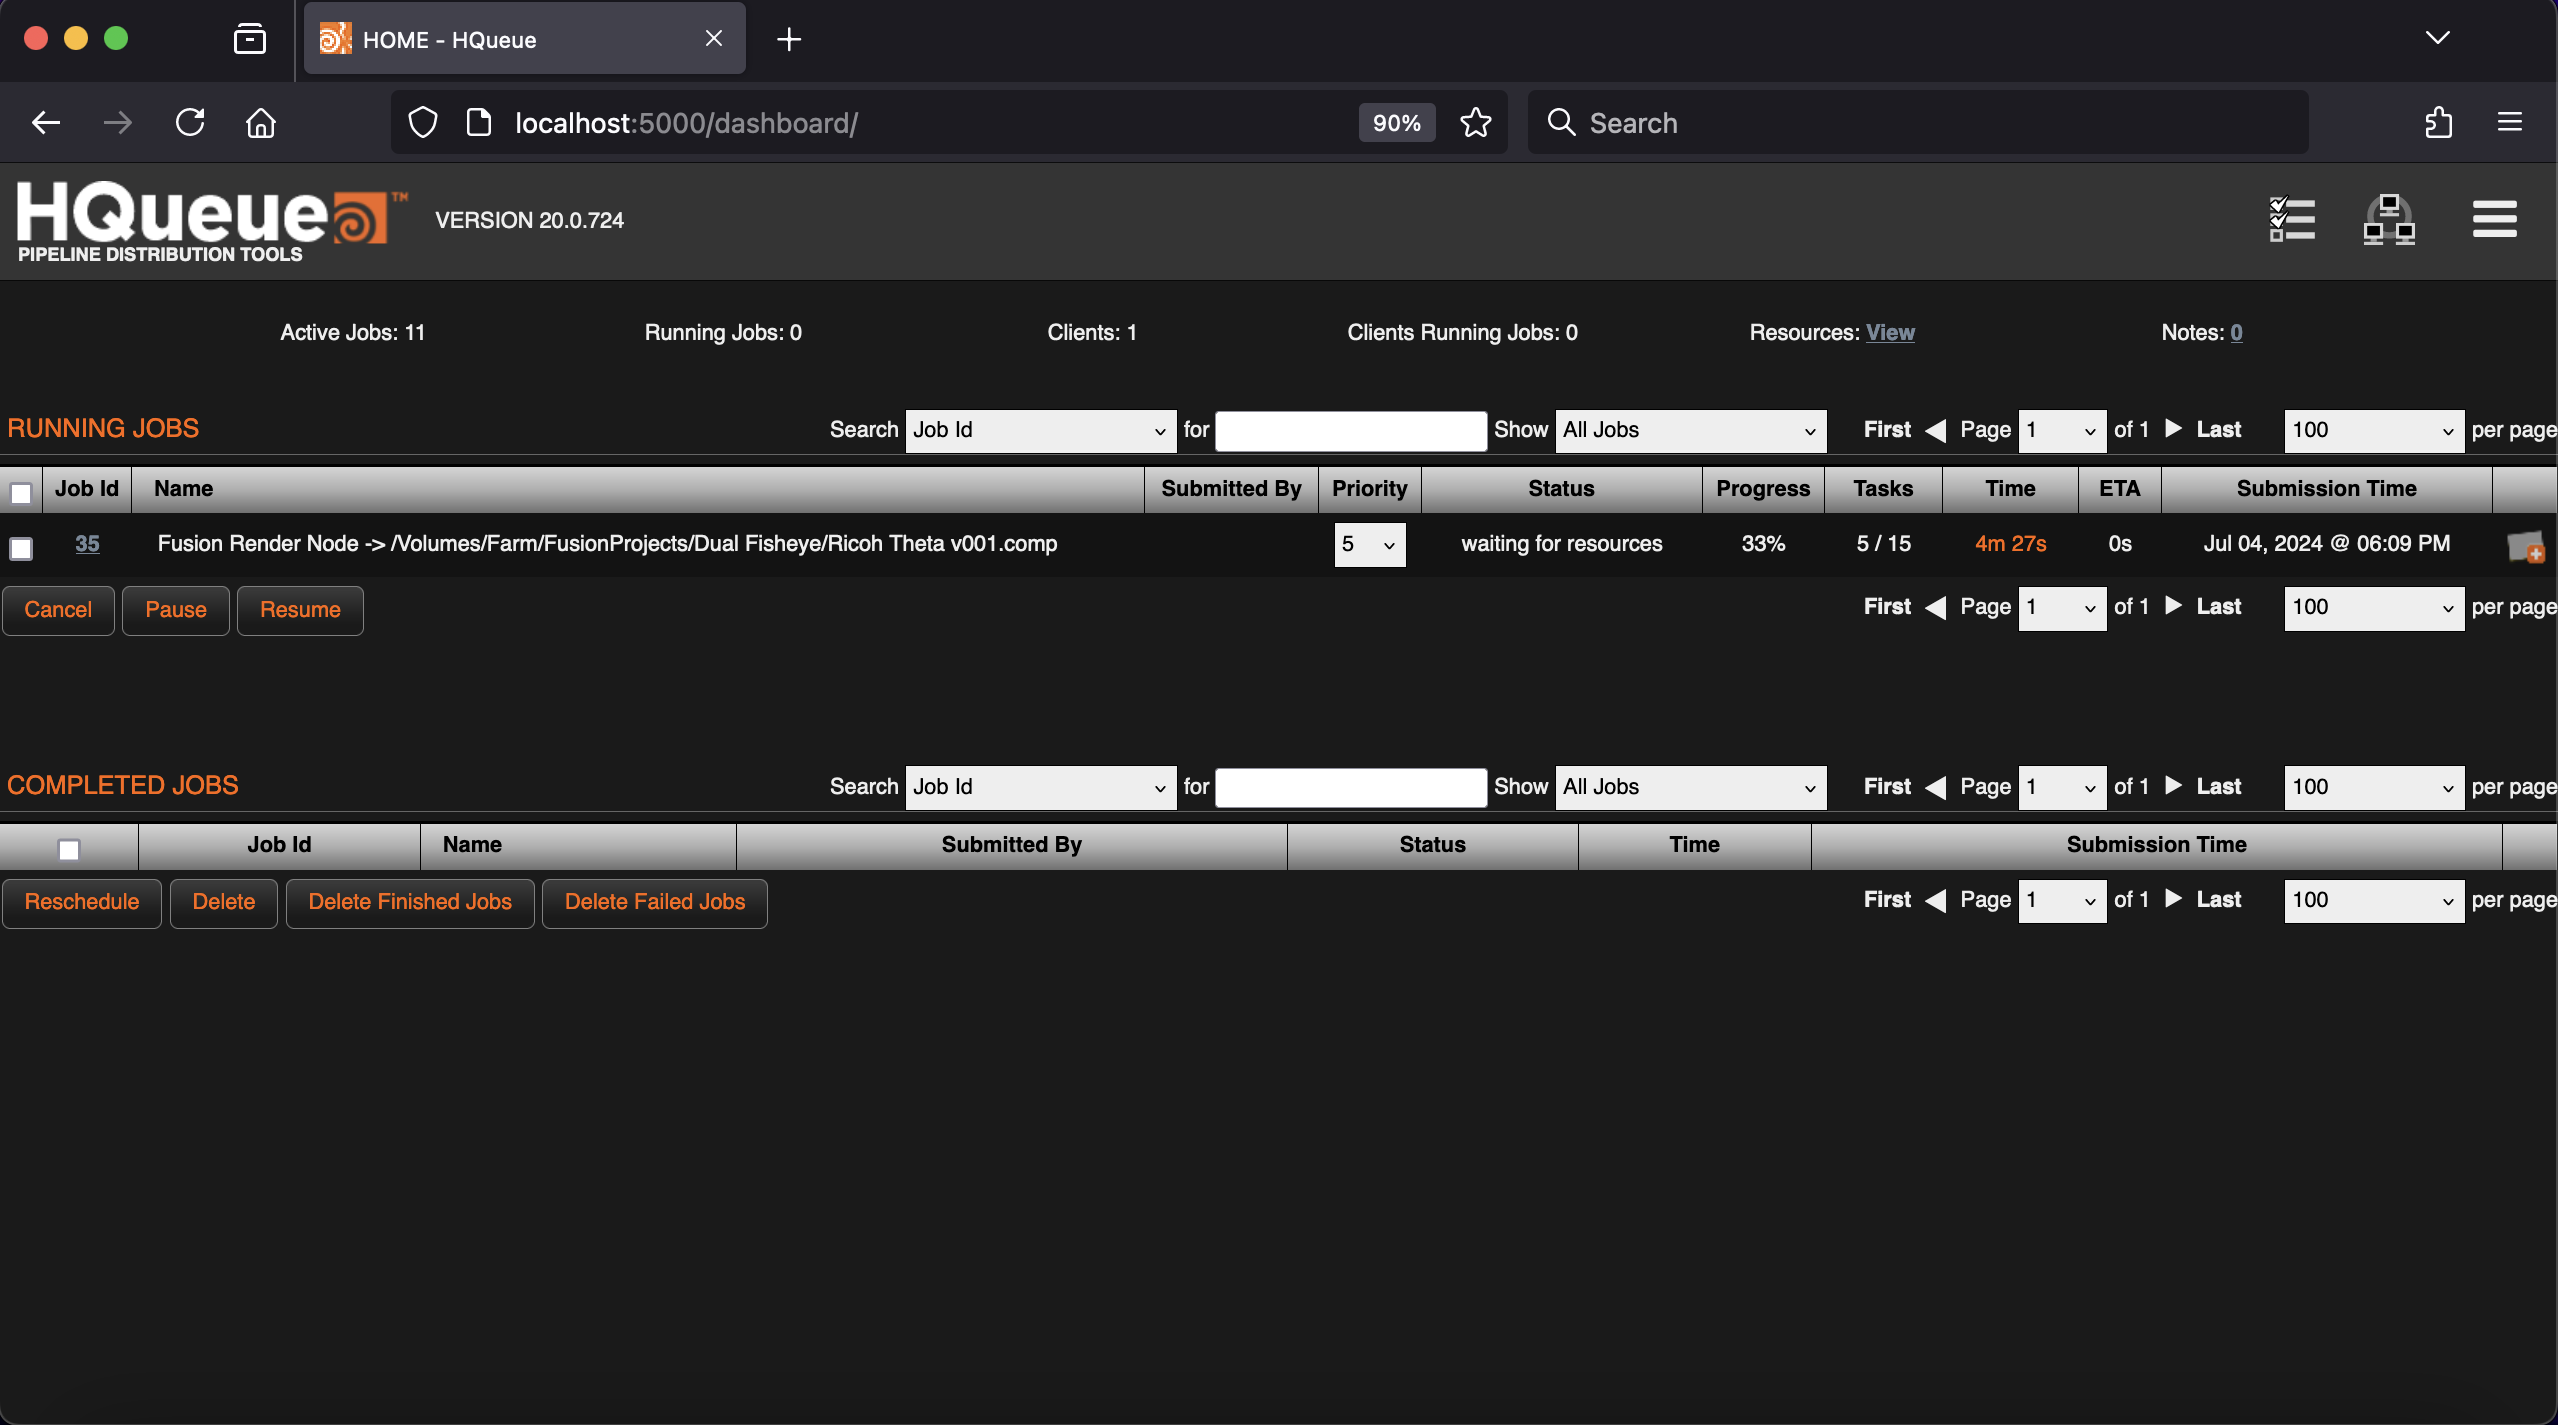 HOME - HQueue
localhost:5000/dashboard/
90%
Search
HQueue™
PIPELINE DISTRIBUTION TOOLS
VERSION 20.0.724
Active Jobs: 11 Running Jobs: 0 Clients: 1 Clients Running Jobs: 0 Resources: View Notes: 0
RUNNING JOBS Search Job Id for Show All Jobs First Page 1 of 1 Last 100 per page
Job Id Name Submitted By Priority Status Progress Tasks Time ETA Submission Time
35 Fusion Render Node -> /Volumes/Farm/FusionProjects/Dual Fisheye/Ricoh Theta v001.comp 5 waiting for resources 33% 5 / 15 4m 27s 0s Jul 04, 2024 @ 06:09 PM
Cancel Pause Resume First Page 1 of 1 Last 100 per page
COMPLETED JOBS Search Job Id for Show All Jobs First Page 1 of 1 Last 100 per page
Job Id Name Submitted By Status Time Submission Time
Reschedule Delete Delete Finished Jobs Delete Failed Jobs First Page 1 of 1 Last 100 per page